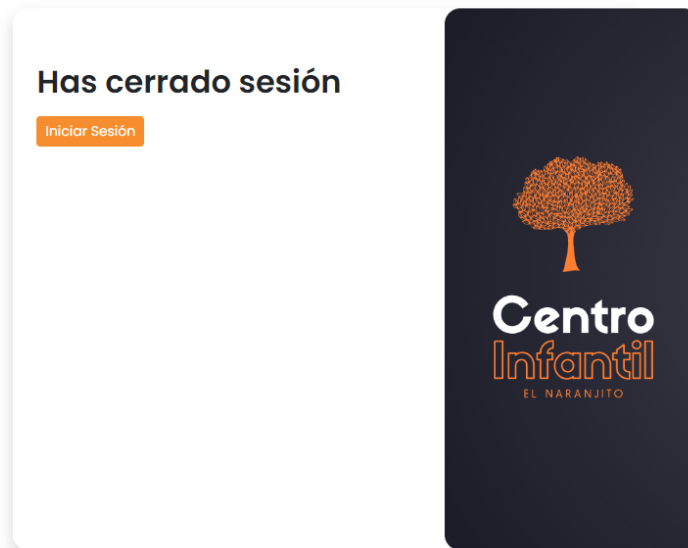 Has cerrado sesión
Iniciar Sesión
Centro
Infantil
EL NARANJITO